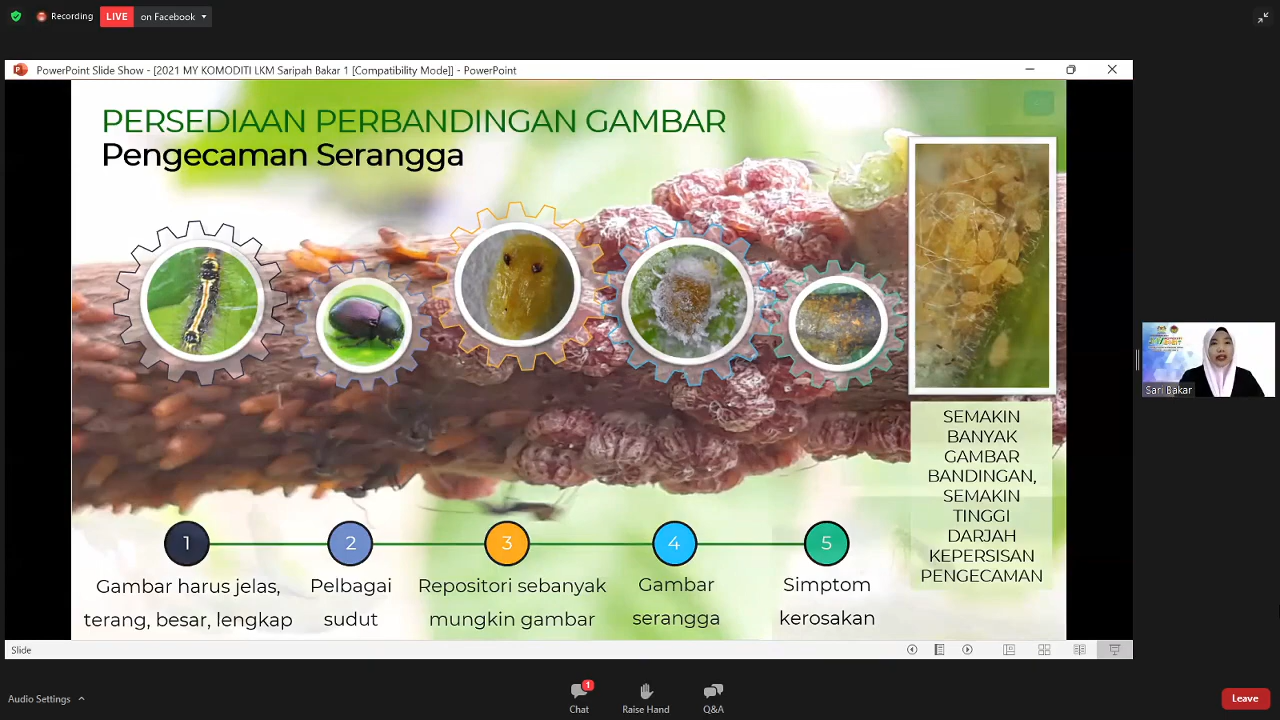 Recording
LIVE
on Facebook
PowerPoint Slide Show - [2021 MY KOMODITI LKM Saripah Bakar 1 [Compatibility Mode]] - PowerPoint
PERSEDIAAN PERBANDINGAN GAMBAR
Pengecaman Serangga
SEMAKIN
BANYAK
GAMBAR
BANDINGAN,
SEMAKIN
TINGGI
DARJAH
KEPERSISAN
PENGECAMAN
1
Gambar harus jelas,
terang, besar, lengkap
2
Pelbagai
sudut
3
Repositori sebanyak
mungkin gambar
4
Gambar
serangga
5
Simptom
kerosakan
Sari Bakar
Slide
Audio Settings
1
Chat
Raise Hand
Q&A
Leave